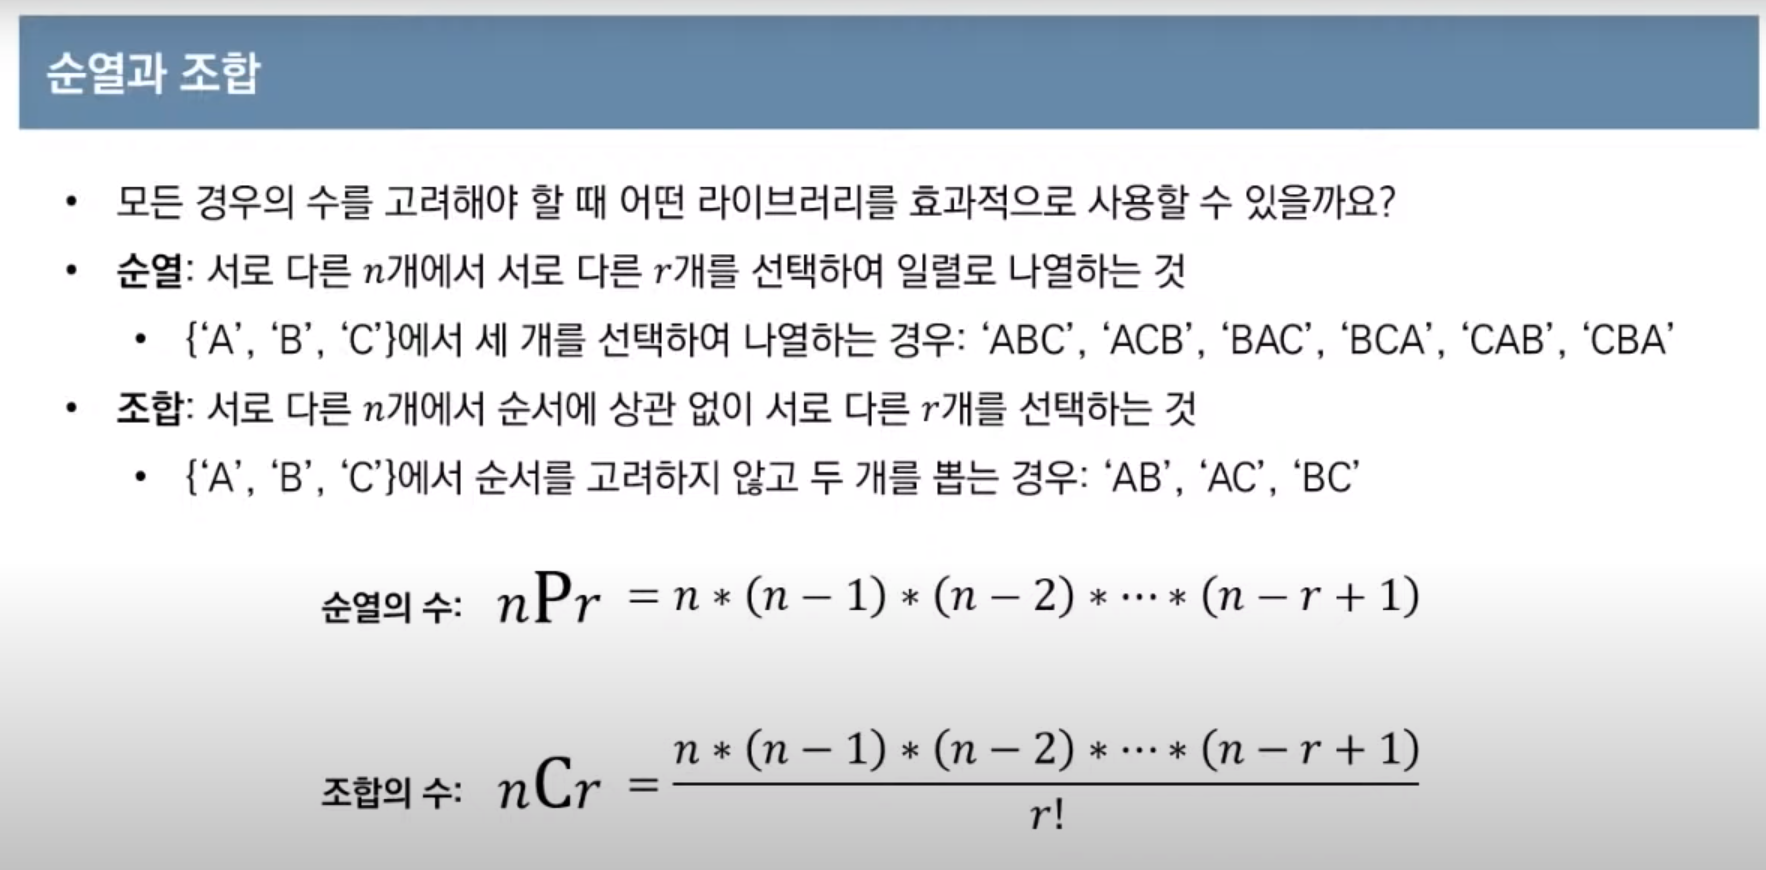 순열과 조합
• 모든 경우의 수를 고려해야 할 때 어떤 라이브러리를 효과적으로 사용할 수 있을까요?
• 순열: 서로 다른 n개에서 서로 다른 r개를 선택하여 일렬로 나열하는 것
• {‘A’, ‘B’, ‘C’}에서 세 개를 선택하여 나열하는 경우: ‘ABC’, ‘ACB’, ‘BAC’, ‘BCA’, ‘CAB’, ‘CBA’
• 조합: 서로 다른 n개에서 순서에 상관 없이 서로 다른 r개를 선택하는 것
• {‘A’, ‘B’, ‘C’}에서 순서를 고려하지 않고 두 개를 뽑는 경우: ‘AB’, ‘AC’, ‘BC’
순열의 수: nPr = n * (n − 1) * (n − 2) * ⋯ * (n − r + 1)
조합의 수: nCr = n * (n − 1) * (n − 2) * ⋯ * (n − r + 1)
r!